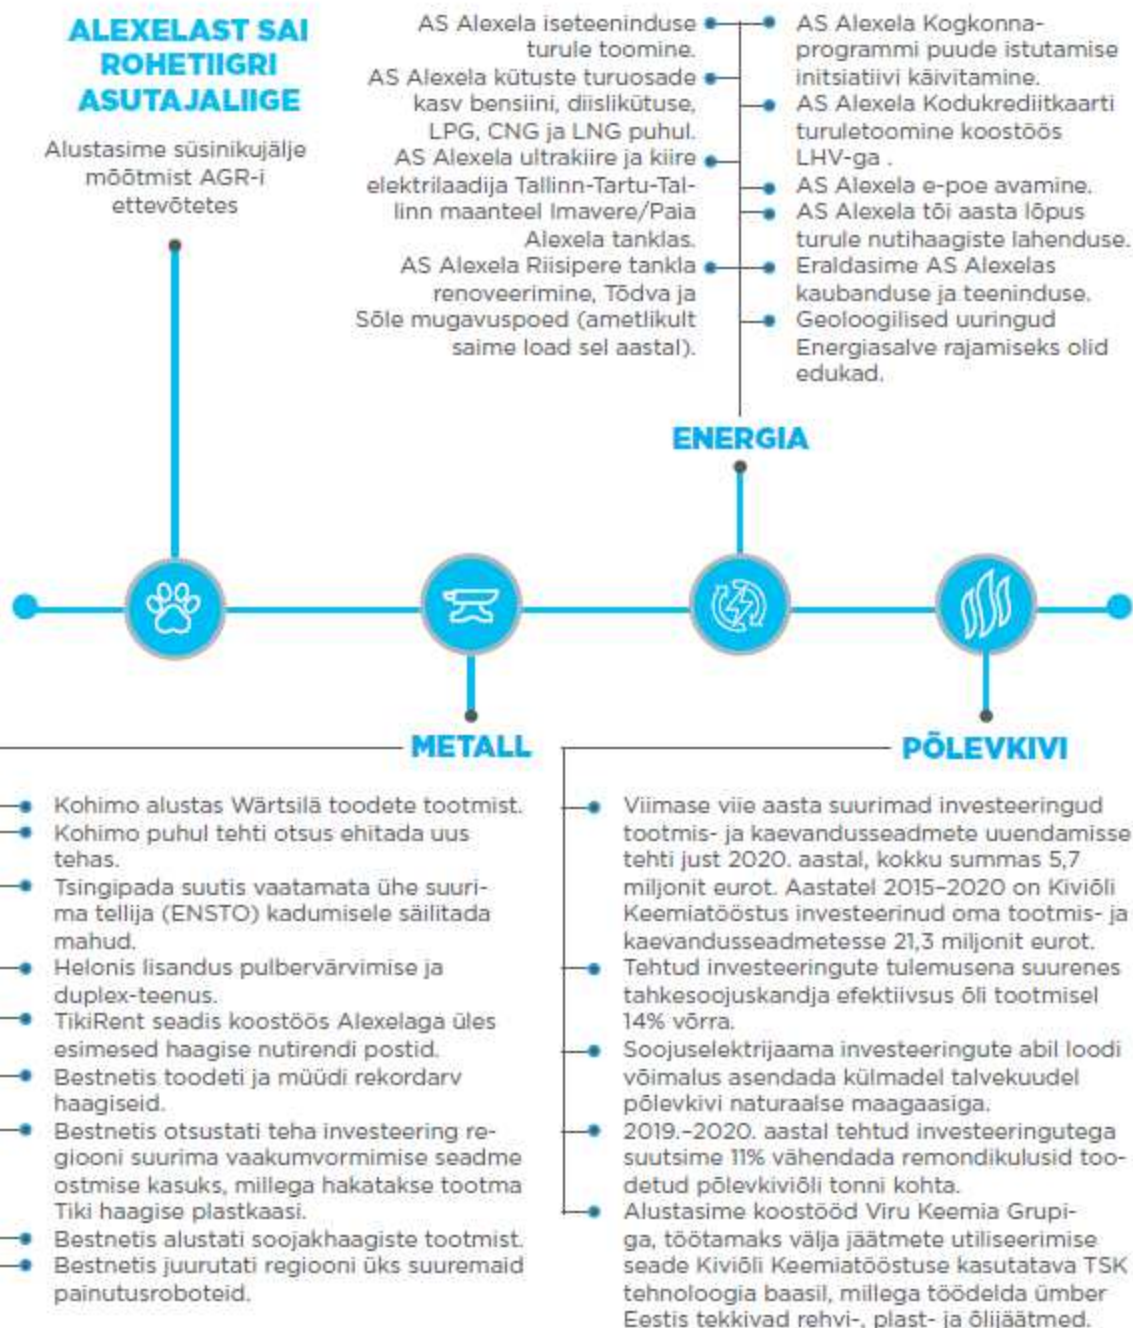 ALEXELAST SAI
ROHETIIGRI
ASUTAJALIIGE
Alustasime süsinikujälje
mõõtmist AGR-i
ettevõtetes
AS Alexela iseteeninduse
turule toomine.
AS Alexela kütuste turuosade
kasv bensiini, diislikütuse,
LPG, CNG ja LNG puhul.
AS Alexela ultrakiire ja kiire
elektrilaadija Tallinn-Tartu-Tal-
linn maanteel Imavere/Paia
Alexela tanklas.
AS Alexela Riisipere tankla
renoveerimine, Tõdva ja
Sõle mugavuspoed (ametlikult
saime load sel aastal).
AS Alexela Kogkonna-
programmi puude istutamise
initsiatiivi käivitamine.
AS Alexela Kodukrediitkaarti
turuletoomine koostöös
LHV-ga .
AS Alexela e-poe avamine.
AS Alexela tõi aasta lõpus
turule nutihaagiste lahenduse.
Eraldasime AS Alexelas
kaubanduse ja teeninduse.
Geoloogilised uuringud
Energiasalve rajamiseks olid
edukad.
ENERGIA
METALL
Kohimo alustas Wärtsilä toodete tootmist.
Kohimo puhul tehti otsus ehitada uus
tehas.
Tsingipada suutis vaatamata ühe suuri-
ma tellija (ENSTO) kadumisele säilitada
mahud.
Helonis lisandus pulbervärvimise ja
duplex-teenus.
TikiRent seadis koostöös Alexelaga üles
esimesed haagise nutirendi postid.
Bestnetis toodeti ja müüdi rekordarv
haagiseid.
Bestnetis otsustati teha investeering re-
giooni suurima vaakumvormimise seadme
ostmise kasuks, millega hakatakse tootma
Tiki haagise plastkaasi.
Bestnetis alustati soojakhaagiste tootmist.
Bestnetis juurutati regiooni üks suuremaid
painutusroboteid.
PÕLEVKIVI
Viimase viie aasta suurimad investeeringud
tootmis- ja kaevandusseadmete uuendamisse
tehti just 2020. aastal, kokku summas 5,7
miljonit eurot. Aastatel 2015–2020 on Kiviõli
Keemiatööstus investeerinud oma tootmis- ja
kaevandusseadmetesse 21,3 miljonit eurot.
Tehtud investeeringute tulemusena suurenes
tahkesoojuskandja efektiivsus õli tootmisel
14% võrra.
Soojuselektrijaama investeeringute abil loodi
võimalus asendada külmadel talvekuudel
põlevkivi naturaalse maagaasiga.
2019.–2020. aastal tehtud investeeringutega
suutsime 11% vähendada remondikulusid too-
detud põlevkiviõli tonni kohta.
Alustasime koostööd Viru Keemia Grupi-
ga, töötamaks välja jäätmete utiliseerimise
seade Kiviõli Keemiatööstuse kasutatava TSK
tehnoloogia baasil, millega töödelda ümber
Eestis tekkivad rehvi-, plast- ja õlijäätmed.